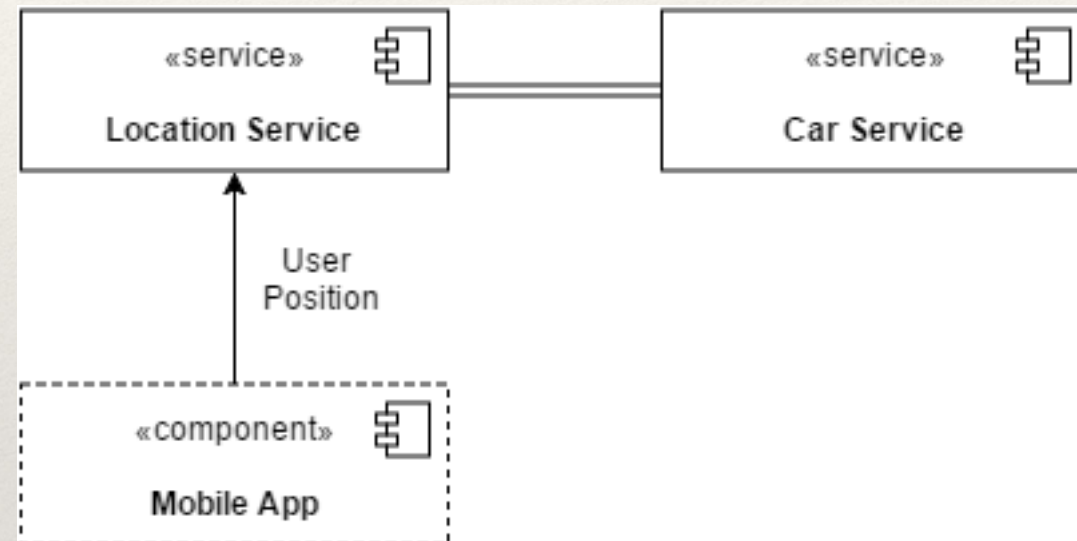 «service»
Location Service
«service»
Car Service
User
Position
«component»
Mobile App